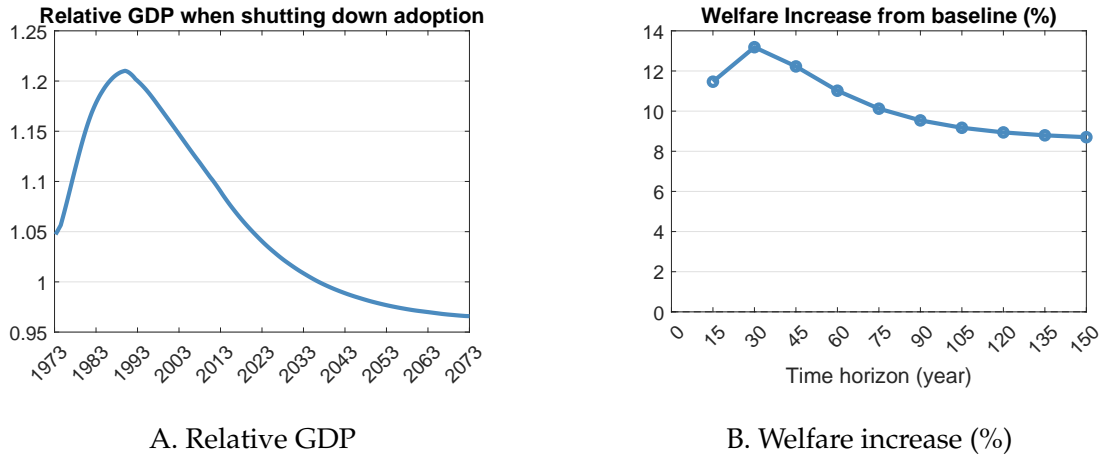 Relative GDP when shutting down adoption
1.25
1.2
1.15
1.1
1.05
1
0.95
1973 1983 1993 2003 2013 2023 2033 2043 2053 2063 2073
A. Relative GDP
Welfare Increase from baseline (%)
14
12
10
8
6
4
2
0
0 15 30 45 60 75 90 105 120 135 150
Time horizon (year)
B. Welfare increase (%)